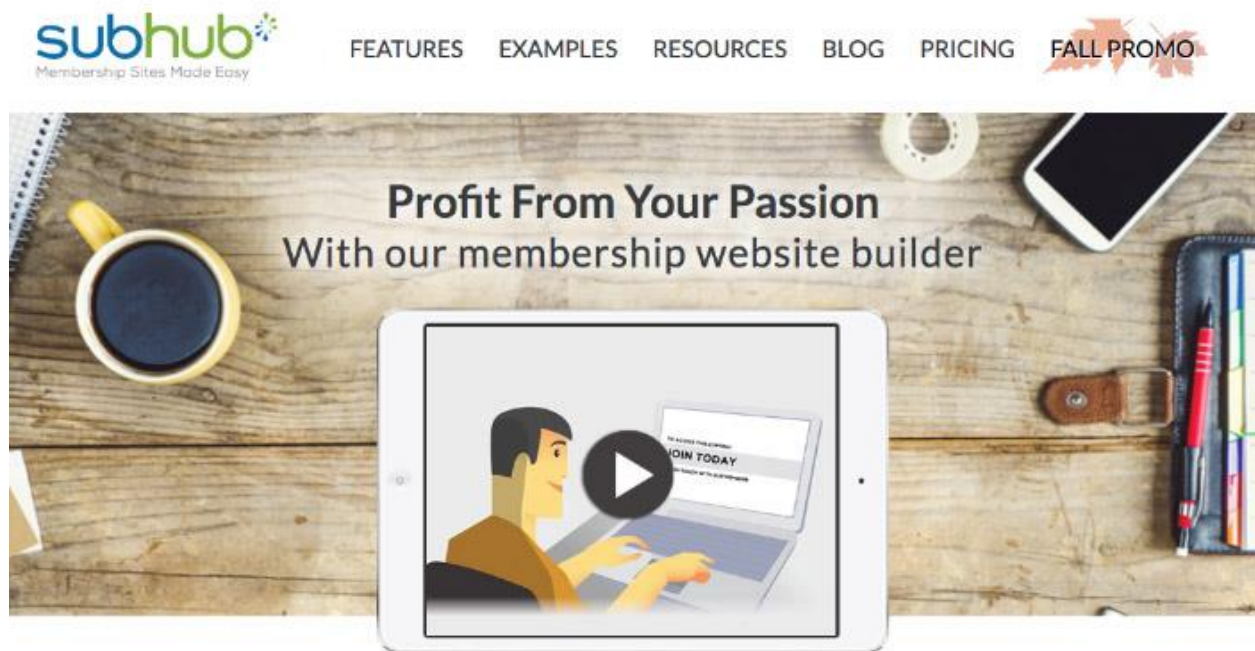 subhub
Membership Sites Made Easy
FEATURES EXAMPLES RESOURCES BLOG PRICING FALL PROMO
Profit From Your Passion
With our membership website builder
JOIN TODAY